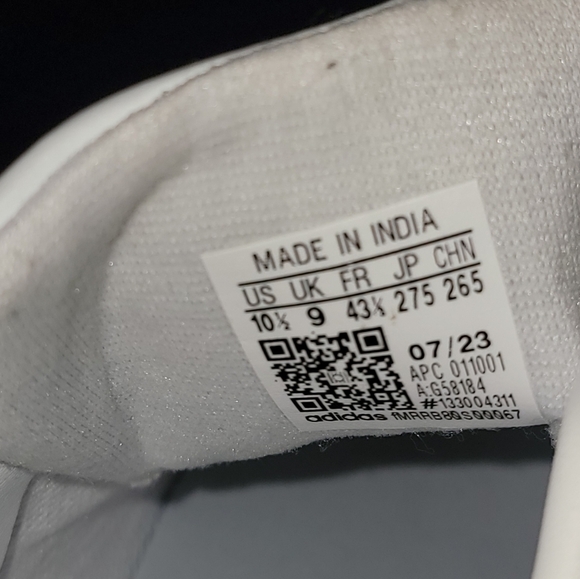 MADE IN INDIA
US UK FR JP CHN
10½ 9 43⅓ 275 265
07/23
APC 011001
A:G58184
#133004311
adidas